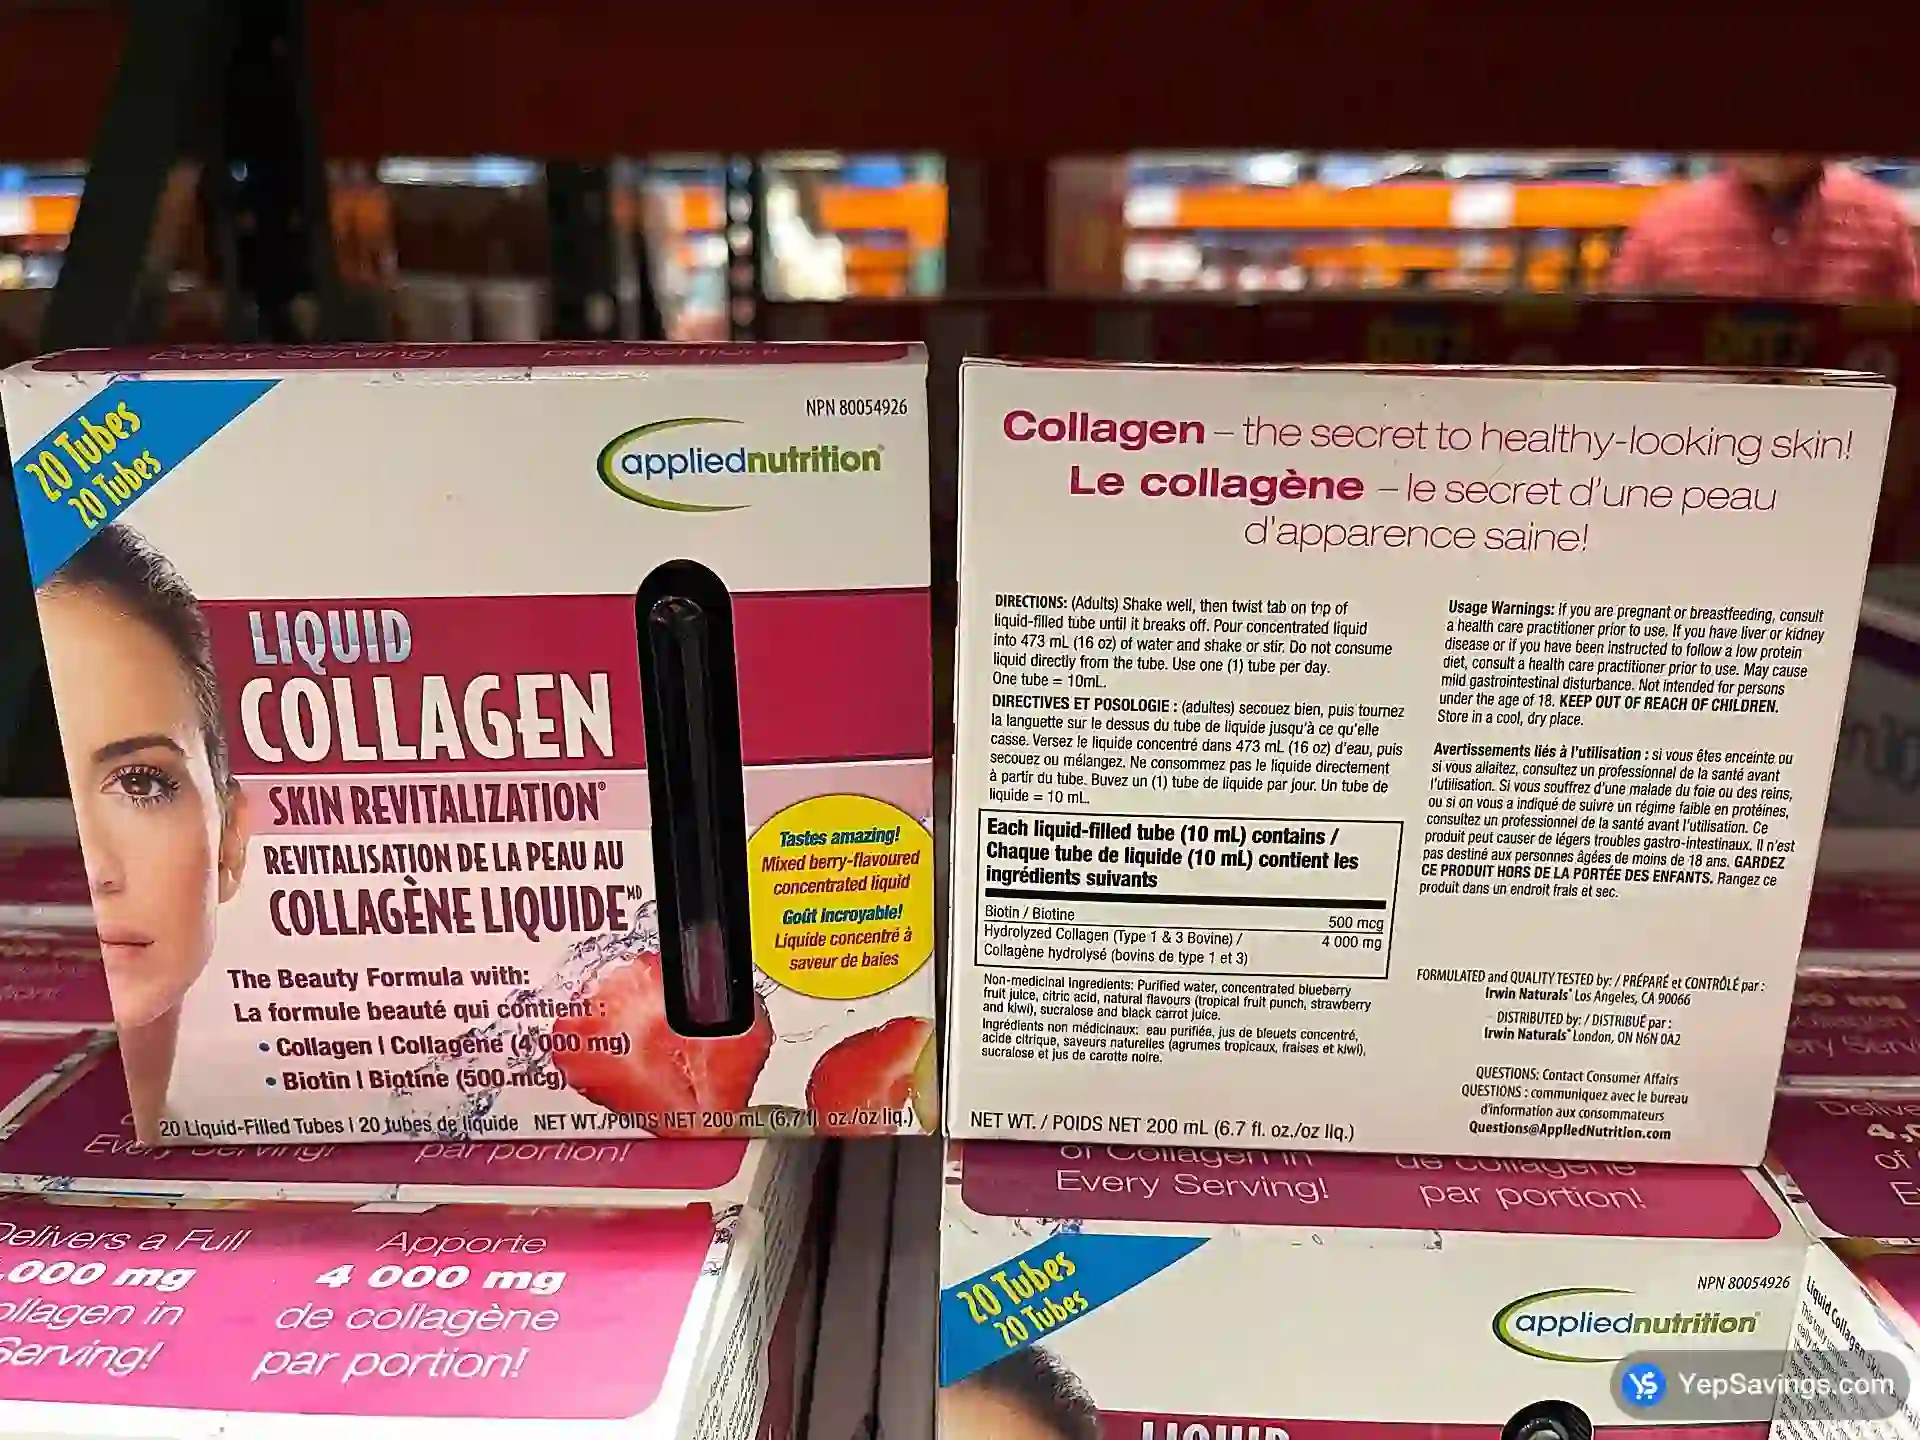 Every Serving!
par portion!
20 Tubes
20 Tubes
NPN 80054926
appliednutrition®
LIQUID
COLLAGEN
SKIN REVITALIZATION®
REVITALISATION DE LA PEAU AU
COLLAGÈNE LIQUIDE MD
Tastes amazing!
Mixed berry-flavoured
concentrated liquid
Goût incroyable!
Liquide concentré à
saveur de baies
The Beauty Formula with:
La formule beauté qui contient :
• Collagen | Collagène (4 000 mg)
• Biotin | Biotine (500 mcg)
20 Liquid-Filled Tubes | 20 tubes de liquide NET WT./POIDS NET 200 mL (6.7 fl. oz./oz liq.)
Collagen – the secret to healthy-looking skin!
Le collagène – le secret d'une peau
d'apparence saine!
DIRECTIONS: (Adults) Shake well, then twist tab on top of
liquid-filled tube until it breaks off. Pour concentrated liquid
into 473 mL (16 oz) of water and shake or stir. Do not consume
liquid directly from the tube. Use one (1) tube per day.
One tube = 10mL.
DIRECTIVES ET POSOLOGIE : (adultes) secouez bien, puis tournez
la languette sur le dessus du tube de liquide jusqu'à ce qu'elle
casse. Versez le liquide concentré dans 473 mL (16 oz) d'eau, puis
secouez ou mélangez. Ne consommez pas le liquide directement
à partir du tube. Buvez un (1) tube de liquide par jour. Un tube de
liquide = 10 mL.
Each liquid-filled tube (10 mL) contains /
Chaque tube de liquide (10 mL) contient les
ingrédients suivants
Biotin / Biotine 500 mcg
Hydrolyzed Collagen (Type 1 & 3 Bovine) / 4 000 mg
Collagène hydrolysé (bovins de type 1 et 3)
Non-medicinal Ingredients: Purified water, concentrated blueberry
fruit juice, citric acid, natural flavours (tropical fruit punch, strawberry
and kiwi), sucralose and black carrot juice.
Ingrédients non médicinaux: eau purifiée, jus de bleuets concentré,
acide citrique, saveurs naturelles (agrumes tropicaux, fraises et kiwi),
sucralose et jus de carotte noire.
NET WT. / POIDS NET 200 mL (6.7 fl. oz./oz liq.)
Usage Warnings: If you are pregnant or breastfeeding, consult
a health care practitioner prior to use. If you have liver or kidney
disease or if you have been instructed to follow a low protein
diet, consult a health care practitioner prior to use. May cause
mild gastrointestinal disturbance. Not intended for persons
under the age of 18. KEEP OUT OF REACH OF CHILDREN.
Store in a cool, dry place.
Avertissements liés à l'utilisation : si vous êtes enceinte ou
si vous allaitez, consultez un professionnel de la santé avant
l'utilisation. Si vous souffrez d'une malade du foie ou des reins,
ou si on vous a indiqué de suivre un régime faible en protéines,
consultez un professionnel de la santé avant l'utilisation. Ce
produit peut causer de légers troubles gastro-intestinaux. Il n'est
pas destiné aux personnes âgées de moins de 18 ans. GARDEZ
CE PRODUIT HORS DE LA PORTÉE DES ENFANTS. Rangez ce
produit dans un endroit frais et sec.
FORMULATED and QUALITY TESTED by: / PRÉPARÉ et CONTRÔLÉ par :
Irwin Naturals® Los Angeles, CA 90066
DISTRIBUTED by: / DISTRIBUÉ par :
Irwin Naturals® London, ON N6N 0A2
QUESTIONS: Contact Consumer Affairs
QUESTIONS : communiquez avec le bureau
d'information aux consommateurs
Questions@AppliedNutrition.com
Every Serving!
par portion!
Delivers a Full
000 mg
ollagen in
Serving!
Apporte
4 000 mg
de collagène
par portion!
of Collagen in
Every Serving!
de collagène
par portion!
20 Tubes
20 Tubes
NPN 80054926
appliednutrition®
LIQUID
Liquid Collagen
YepSavings.com